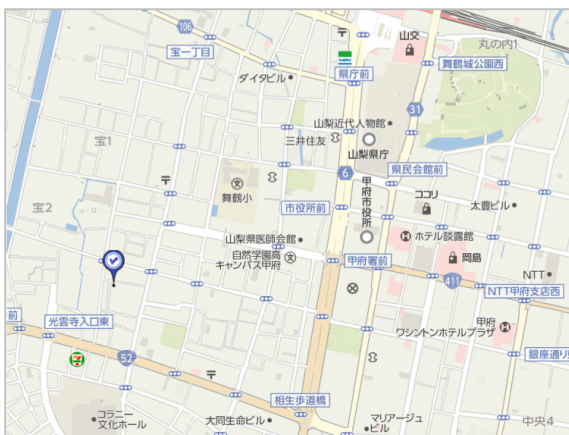 106
宝一丁目
山交
丸の内1
県庁前
舞鶴城公園西
ダイタビル
31
山梨近代人物館
宝1
三井住友
山梨県庁
県民会館前
6
文
舞鶴小
ココリ
太豊ビル
宝2
市役所前
甲府市役所
山梨県医師会館
ホテル談露館
自然学園高
キャンパス甲府
文
甲府署前
岡島
411
NTT
NTT甲府支店西
前
光雲寺入口東
甲府
ワシントンホテルプラザ
52
銀座通り
相生歩道橋
コラニー
文化ホール
大同生命ビル
マリアージュ
ビル
中央4